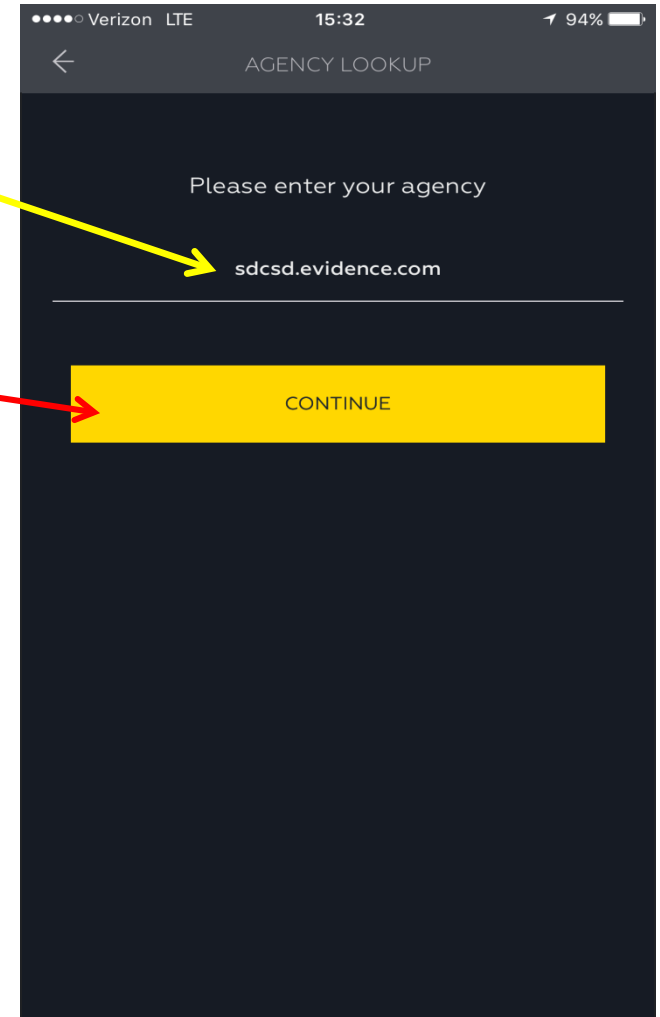 Verizon LTE 15:32 94%
AGENCY LOOKUP
Please enter your agency
sdcsd.evidence.com
CONTINUE